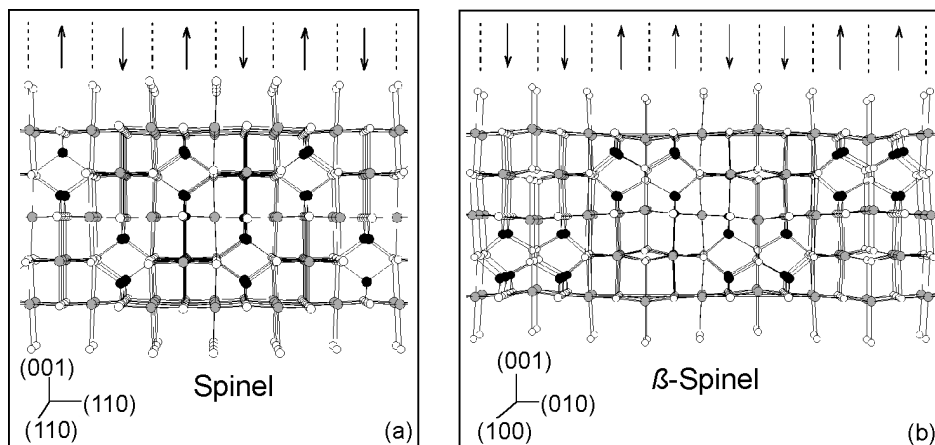 (001)
(110)
(110)
Spinel
(a)
(001)
(010)
(100)
ß-Spinel
(b)